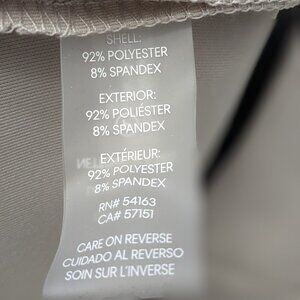 SHELL:
92% POLYESTER
8% SPANDEX
EXTERIOR:
92% POLIÉSTER
8% SPANDEX
EXTÉRIEUR:
92% POLYESTER
8% SPANDEX
RN# 54163
CA# 57151
CARE ON REVERSE
CUIDADO AL REVERSO
SOIN SUR L'INVERSE